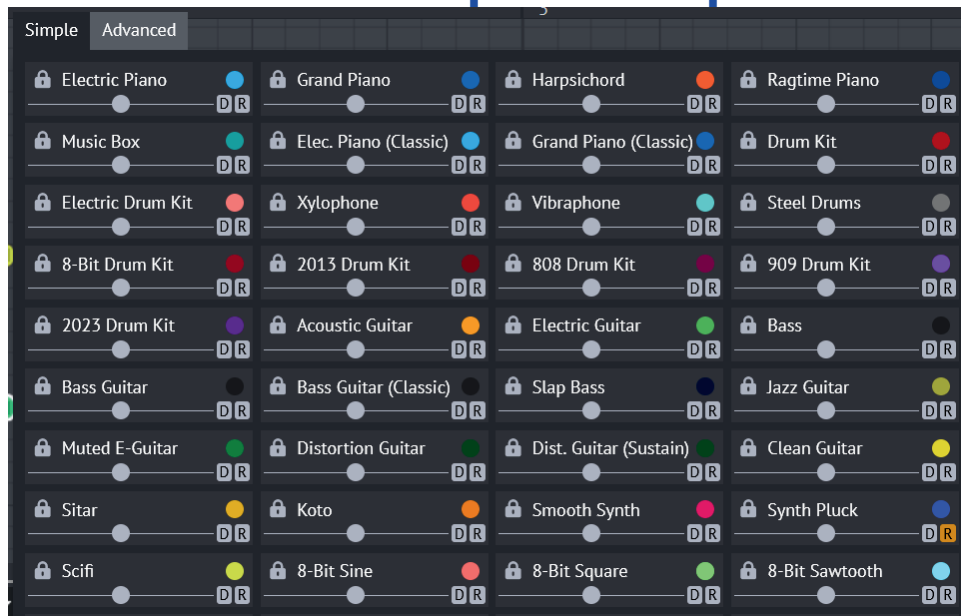 3
Simple Advanced
Electric Piano Grand Piano Harpsichord Ragtime Piano
D R D R D R D R
Music Box Elec. Piano (Classic) Grand Piano (Classic) Drum Kit
D R D R D R D R
Electric Drum Kit Xylophone Vibraphone Steel Drums
D R D R D R D R
8-Bit Drum Kit 2013 Drum Kit 808 Drum Kit 909 Drum Kit
D R D R D R D R
2023 Drum Kit Acoustic Guitar Electric Guitar Bass
D R D R D R D R
Bass Guitar Bass Guitar (Classic) Slap Bass Jazz Guitar
D R D R D R D R
Muted E-Guitar Distortion Guitar Dist. Guitar (Sustain) Clean Guitar
D R D R D R D R
Sitar Koto Smooth Synth Synth Pluck
D R D R D R D R
Scifi 8-Bit Sine 8-Bit Square 8-Bit Sawtooth
D R D R D R D R